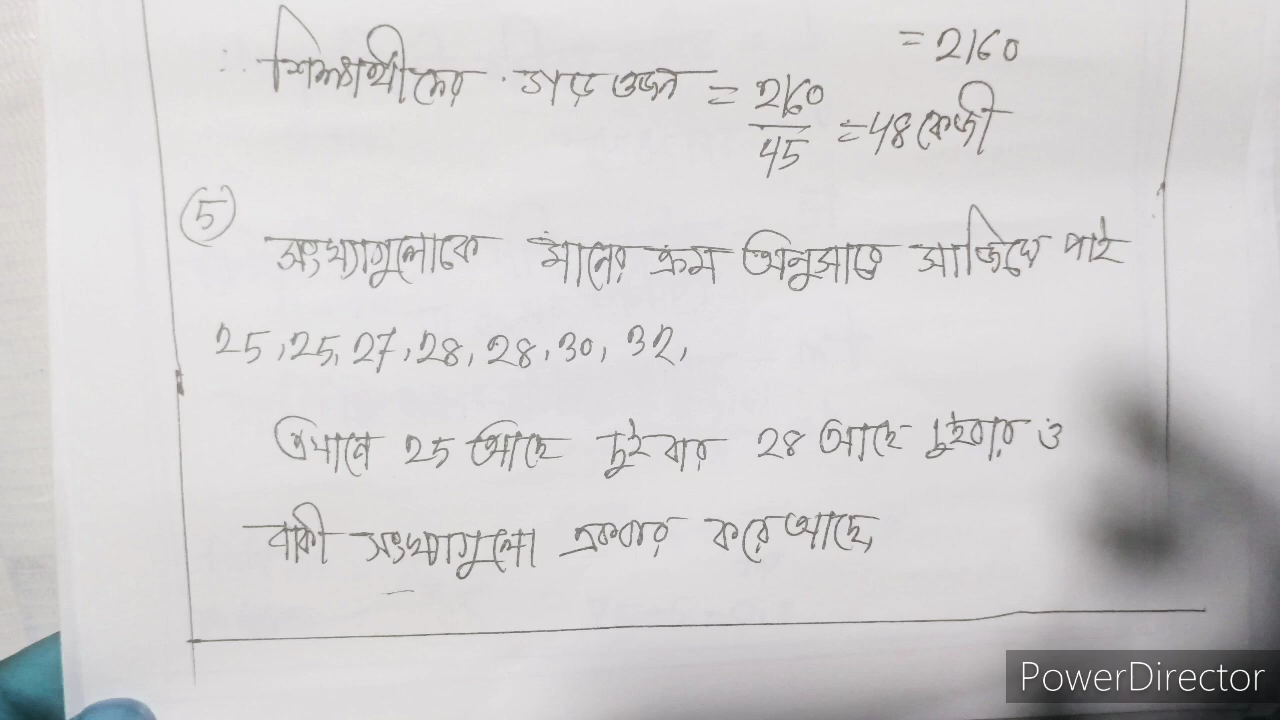 = 2160
∴ শিক্ষার্থীদের গড় ওজন = 2160/45 = 48 কেজী
5
সংখ্যাগুলোকে মানের ক্রম অনুসারে সাজিয়ে পাই
25, 25, 27, 28, 28, 30, 32,
এখানে 25 আছে দুইবার 28 আছে দুইবার ও
বাকী সংখ্যাগুলো একবার করে আছে,
PowerDirector